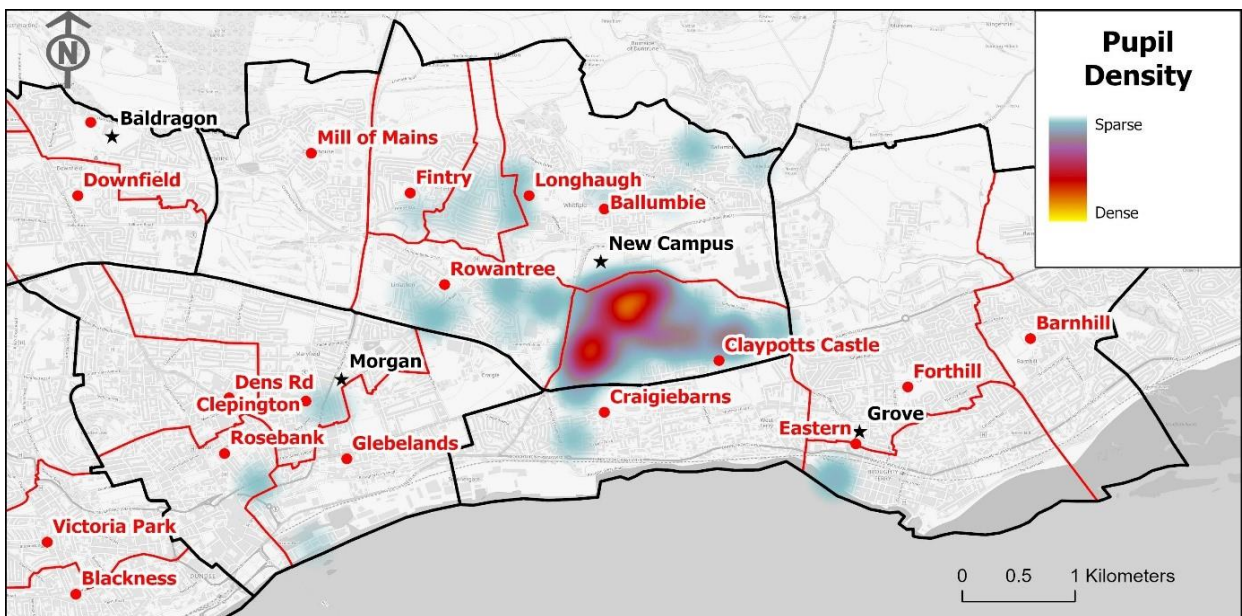 N
Pupil
Density
Sparse
Dense
Baldragon
Mill of Mains
Downfield
Fintry
Longhaugh
Ballumbie
New Campus
Rowantree
Barnhill
Claypotts Castle
Morgan
Forthill
Dens Rd
Clepington
Craigiebarns
Grove
Eastern
Rosebank
Glebelands
Victoria Park
Blackness
0 0.5 1 Kilometers